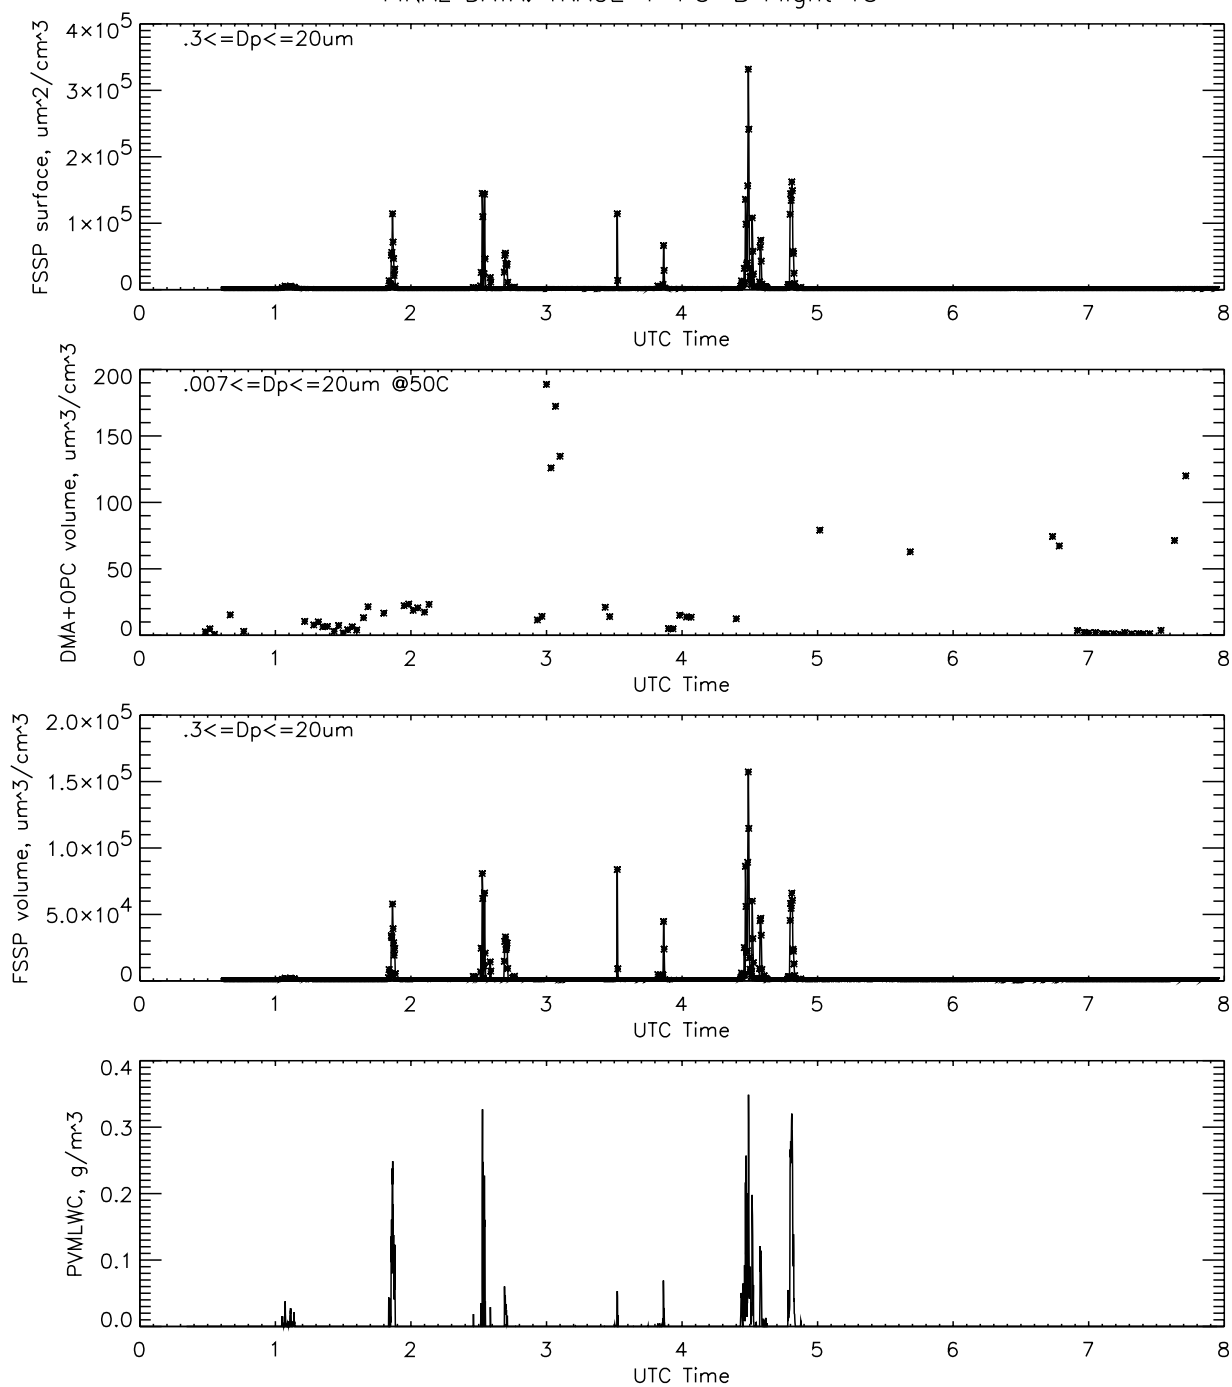 4×10^5
3×10^5
2×10^5
1×10^5
0
FSSP surface, um^2/cm^3
.3<=Dp<=20um
0 1 2 3 4 5 6 7 8
UTC Time
200
150
100
50
0
DMA+OPC volume, um^3/cm^3
.007<=Dp<=20um @50C
0 1 2 3 4 5 6 7 8
UTC Time
2.0×10^5
1.5×10^5
1.0×10^5
5.0×10^4
0
FSSP volume, um^3/cm^3
.3<=Dp<=20um
0 1 2 3 4 5 6 7 8
UTC Time
0.4
0.3
0.2
0.1
0.0
PVMLWC, g/m^3
0 1 2 3 4 5 6 7 8
UTC Time